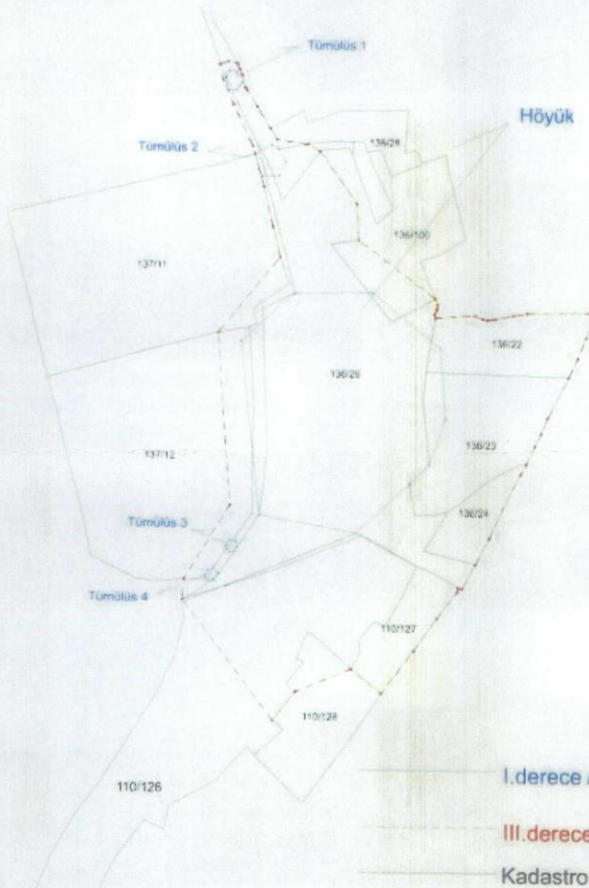 Tümülüs 1
Höyük
136/28
Tümülüs 2
136/100
137/11
136/22
136/26
136/23
137/12
136/24
Tümülüs 3
Tümülüs 4
110/127
110/128
110/126
I.derece
III.derece
Kadastro